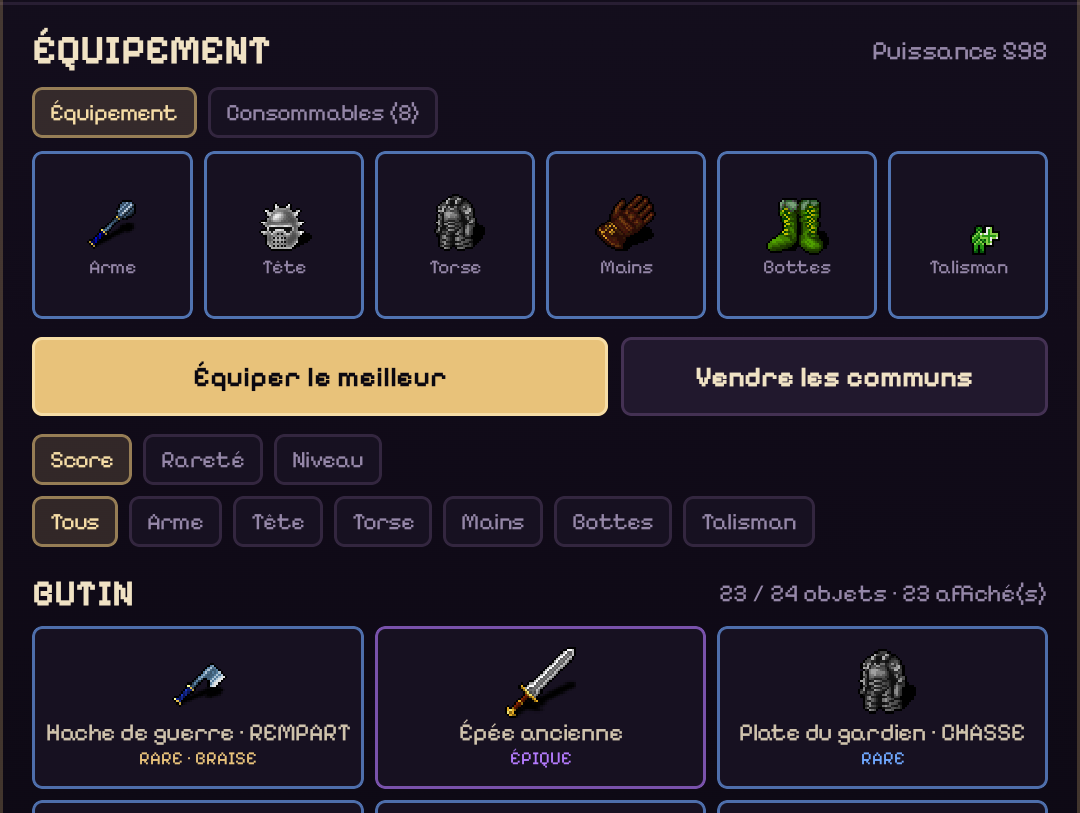 ÉQUIPEMENT
Puissance 898
Équipement
Consommables (8)
Arme
Tête
Torse
Mains
Bottes
Talisman
Équiper le meilleur
Vendre les communs
Score
Rareté
Niveau
Tous
Arme
Tête
Torse
Mains
Bottes
Talisman
BUTIN
23 / 24 objets · 23 affiché(s)
Hache de guerre · REMPART
RARE · BRAISE
Épée ancienne
ÉPIQUE
Plate du gardien · CHASSE
RARE